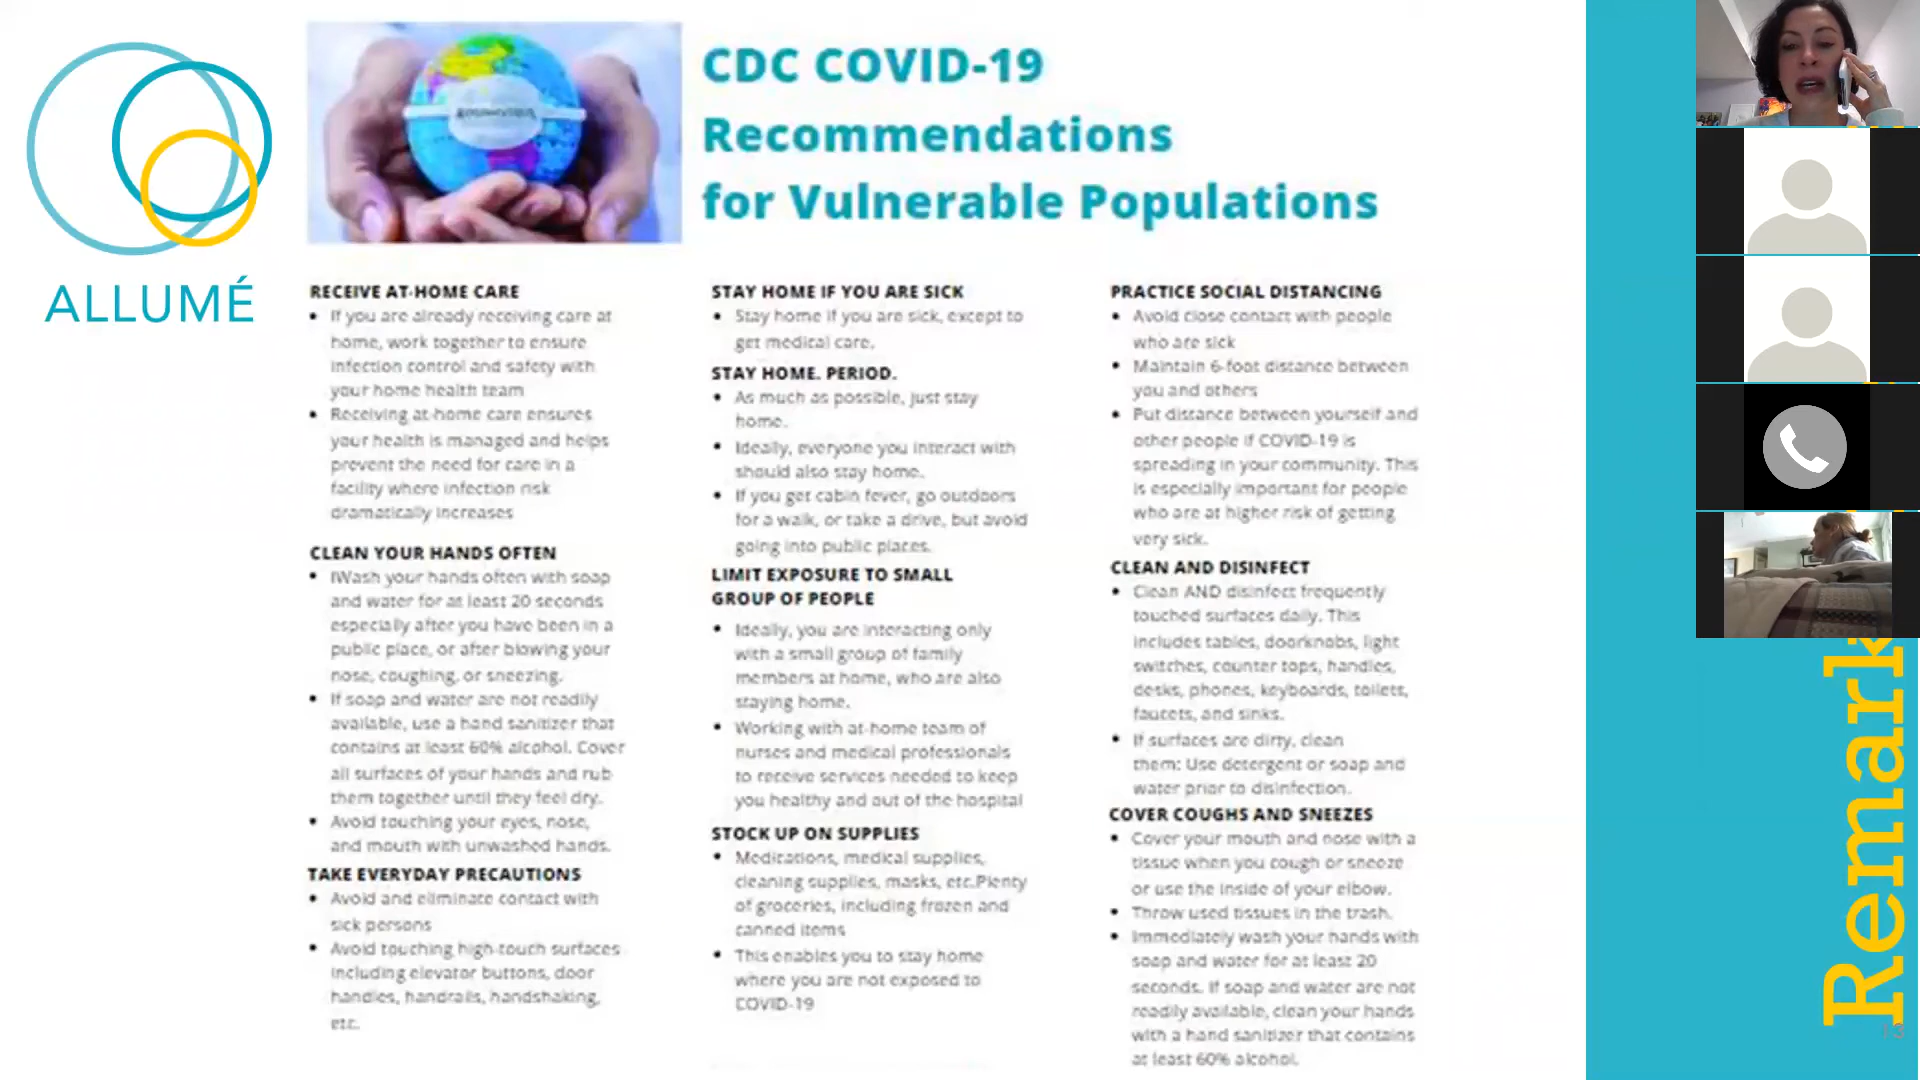 ALLUMÉ
CDC COVID-19
Recommendations
for Vulnerable Populations
RECEIVE AT-HOME CARE
• If you are already receiving care at
home, work together to ensure
infection control and safety with
your home health team
• Receiving at-home care ensures
your health is managed and helps
prevent the need for care in a
facility where infection risk
dramatically increases
CLEAN YOUR HANDS OFTEN
• IWash your hands often with soap
and water for at least 20 seconds
especially after you have been in a
public place, or after blowing your
nose, coughing, or sneezing.
• If soap and water are not readily
available, use a hand sanitizer that
contains at least 60% alcohol. Cover
all surfaces of your hands and rub
them together until they feel dry.
• Avoid touching your eyes, nose,
and mouth with unwashed hands.
TAKE EVERYDAY PRECAUTIONS
• Avoid and eliminate contact with
sick persons
• Avoid touching high-touch surfaces
including elevator buttons, door
handles, handrails, handshaking,
etc.
STAY HOME IF YOU ARE SICK
• Stay home if you are sick, except to
get medical care.
STAY HOME. PERIOD.
• As much as possible, just stay
home.
• Ideally, everyone you interact with
should also stay home.
• If you get cabin fever, go outdoors
for a walk, or take a drive, but avoid
going into public places.
LIMIT EXPOSURE TO SMALL
GROUP OF PEOPLE
• Ideally, you are interacting only
with a small group of family
members at home, who are also
staying home.
• Working with at-home team of
nurses and medical professionals
to receive services needed to keep
you healthy and out of the hospital
STOCK UP ON SUPPLIES
• Medications, medical supplies,
cleaning supplies, masks, etc.Plenty
of groceries, including frozen and
canned items
• This enables you to stay home
where you are not exposed to
COVID-19
PRACTICE SOCIAL DISTANCING
• Avoid close contact with people
who are sick
• Maintain 6-foot distance between
you and others
• Put distance between yourself and
other people if COVID-19 is
spreading in your community. This
is especially important for people
who are at higher risk of getting
very sick.
CLEAN AND DISINFECT
• Clean AND disinfect frequently
touched surfaces daily. This
includes tables, doorknobs, light
switches, counter tops, handles,
desks, phones, keyboards, toilets,
faucets, and sinks.
• If surfaces are dirty, clean
them: Use detergent or soap and
water prior to disinfection.
COVER COUGHS AND SNEEZES
• Cover your mouth and nose with a
tissue when you cough or sneeze
or use the inside of your elbow.
• Throw used tissues in the trash.
• Immediately wash your hands with
soap and water for at least 20
seconds. If soap and water are not
readily available, clean your hands
with a hand sanitizer that contains
at least 60% alcohol.
Remark
13